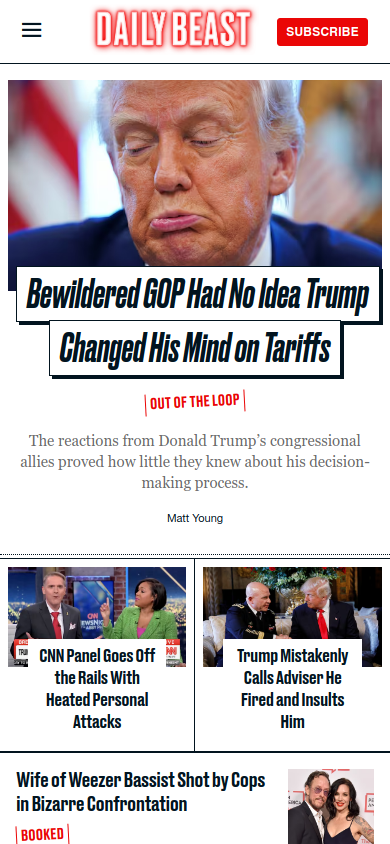 DAILY BEAST
SUBSCRIBE
Bewildered GOP Had No Idea Trump
Changed His Mind on Tariffs
OUT OF THE LOOP
The reactions from Donald Trump’s congressional
allies proved how little they knew about his decision-
making process.
Matt Young
CNN
CNN Panel Goes Off
the Rails With
Heated Personal
Attacks
Trump Mistakenly
Calls Adviser He
Fired and Insults
Him
Wife of Weezer Bassist Shot by Cops
in Bizarre Confrontation
BOOKED